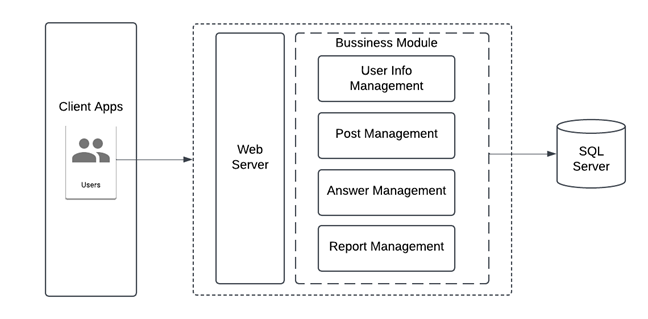 Client Apps
Users
Web
Server
Bussiness Module
User Info
Management
Post Management
Answer Management
Report Management
SQL
Server